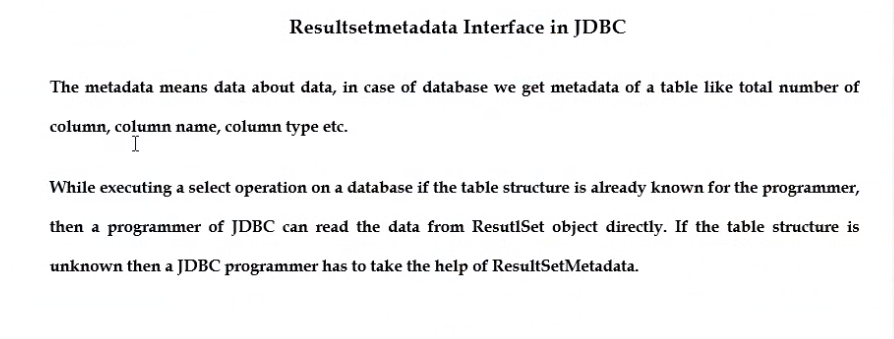 Resultsetmetadata Interface in JDBC
The metadata means data about data, in case of database we get metadata of a table like total number of
column, column name, column type etc.
While executing a select operation on a database if the table structure is already known for the programmer,
then a programmer of JDBC can read the data from ResutlSet object directly. If the table structure is
unknown then a JDBC programmer has to take the help of ResultSetMetadata.